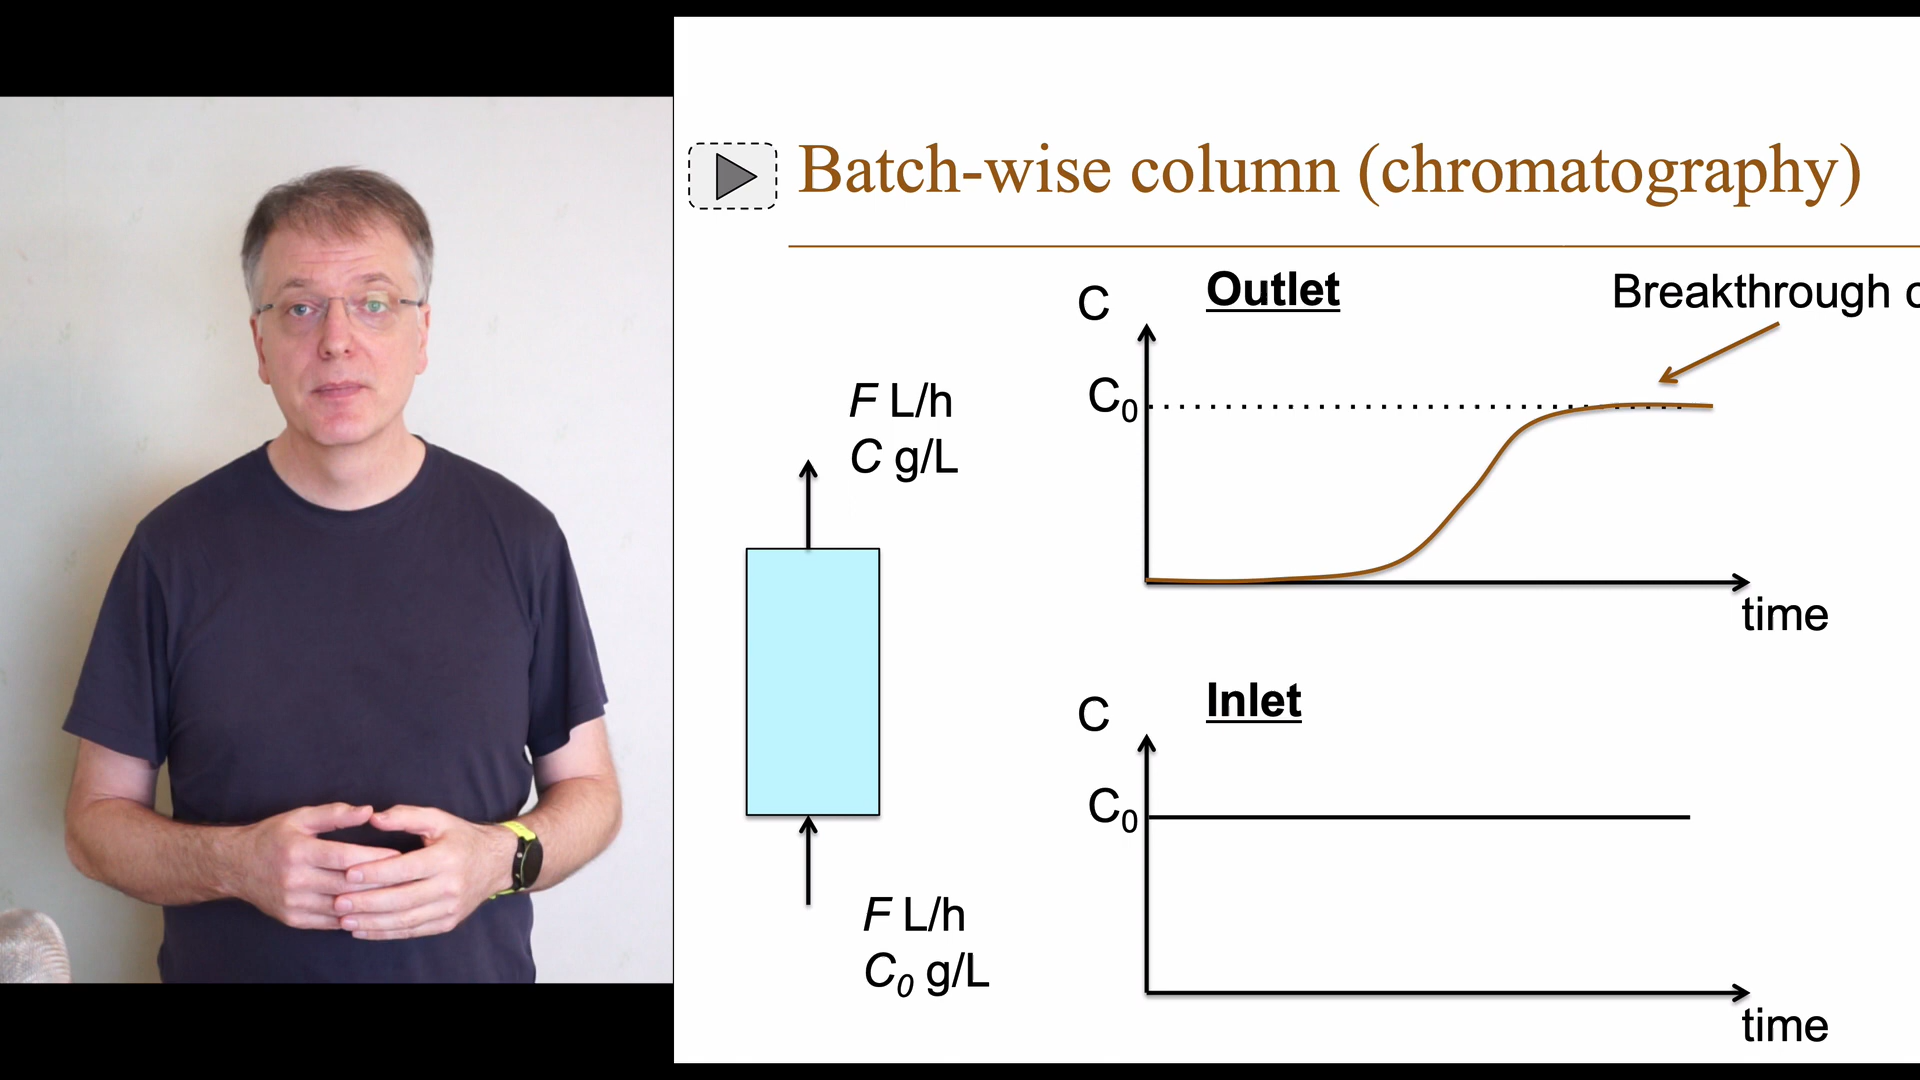 Batch-wise column (chromatography)
C
Outlet
Breakthrough
C₀
time
F L/h
C g/L
C
Inlet
C₀
time
F L/h
C₀ g/L